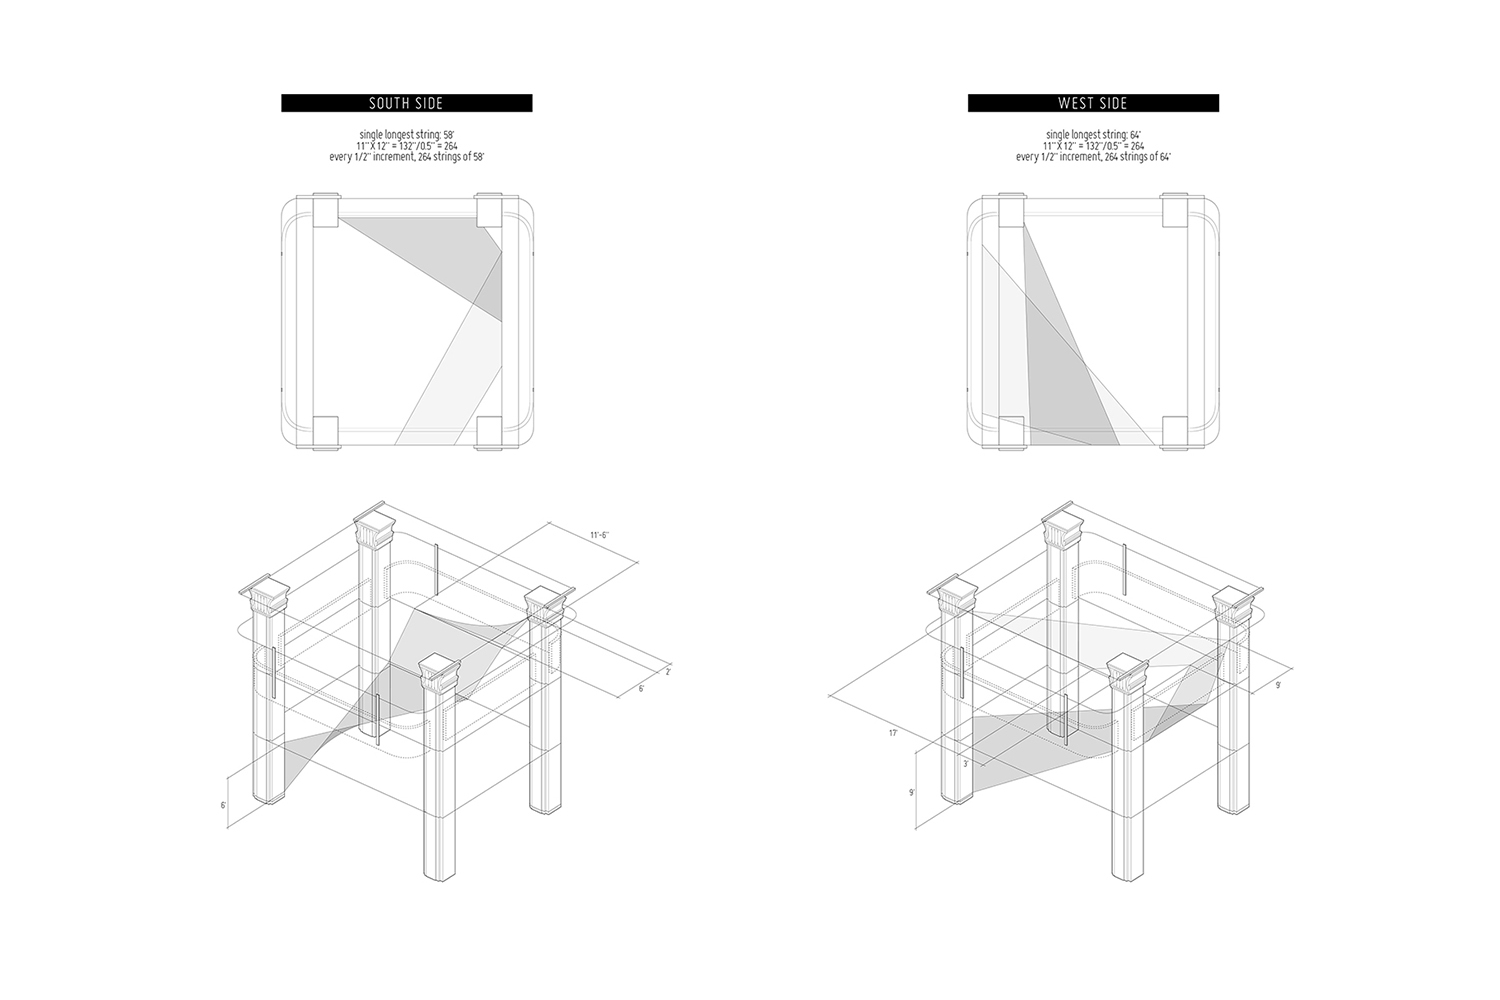 SOUTH SIDE
single longest string: 58'
11" X 12" = 132"/0.5" = 264
every 1/2" increment, 264 strings of 58'
WEST SIDE
single longest string: 64'
11" X 12" = 132"/0.5" = 264
every 1/2" increment, 264 strings of 64'
11'-6"
2'
6'
6'
9'
17'
3'
9'